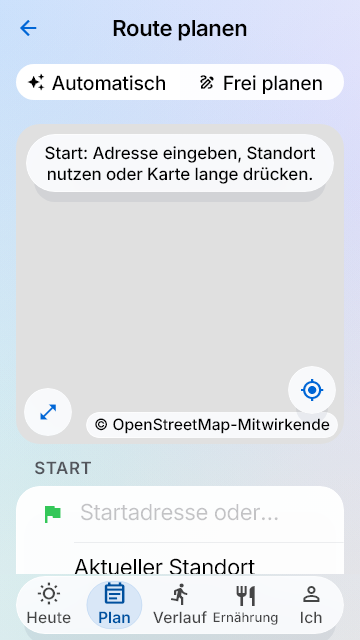 Route planen
Automatisch
Frei planen
Start: Adresse eingeben, Standort
nutzen oder Karte lange drücken.
© OpenStreetMap-Mitwirkende
START
Startadresse oder...
Aktueller Standort
Heute
Plan
Verlauf
Ernährung
Ich